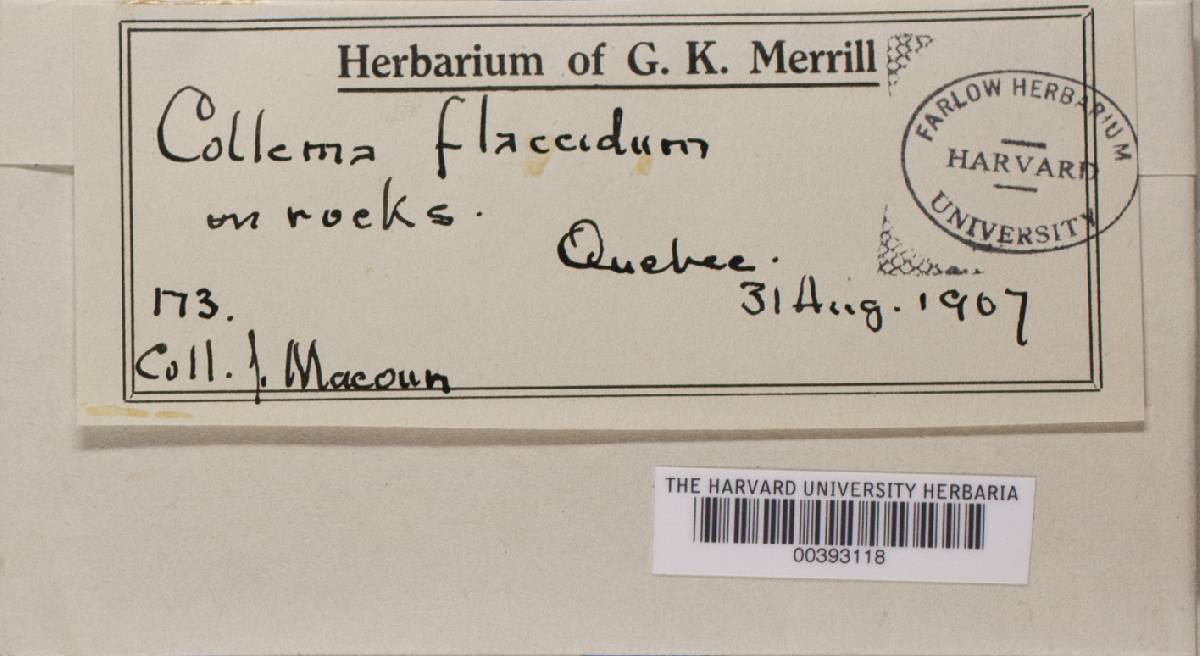 Herbarium of G. K. Merrill
Collema flaccidum
on rocks.
Quebec.
31 Aug. 1907
173.
Coll. J. Macoun
FARLOW HERBARIUM
HARVARD
UNIVERSITY
THE HARVARD UNIVERSITY HERBARIA
00393118